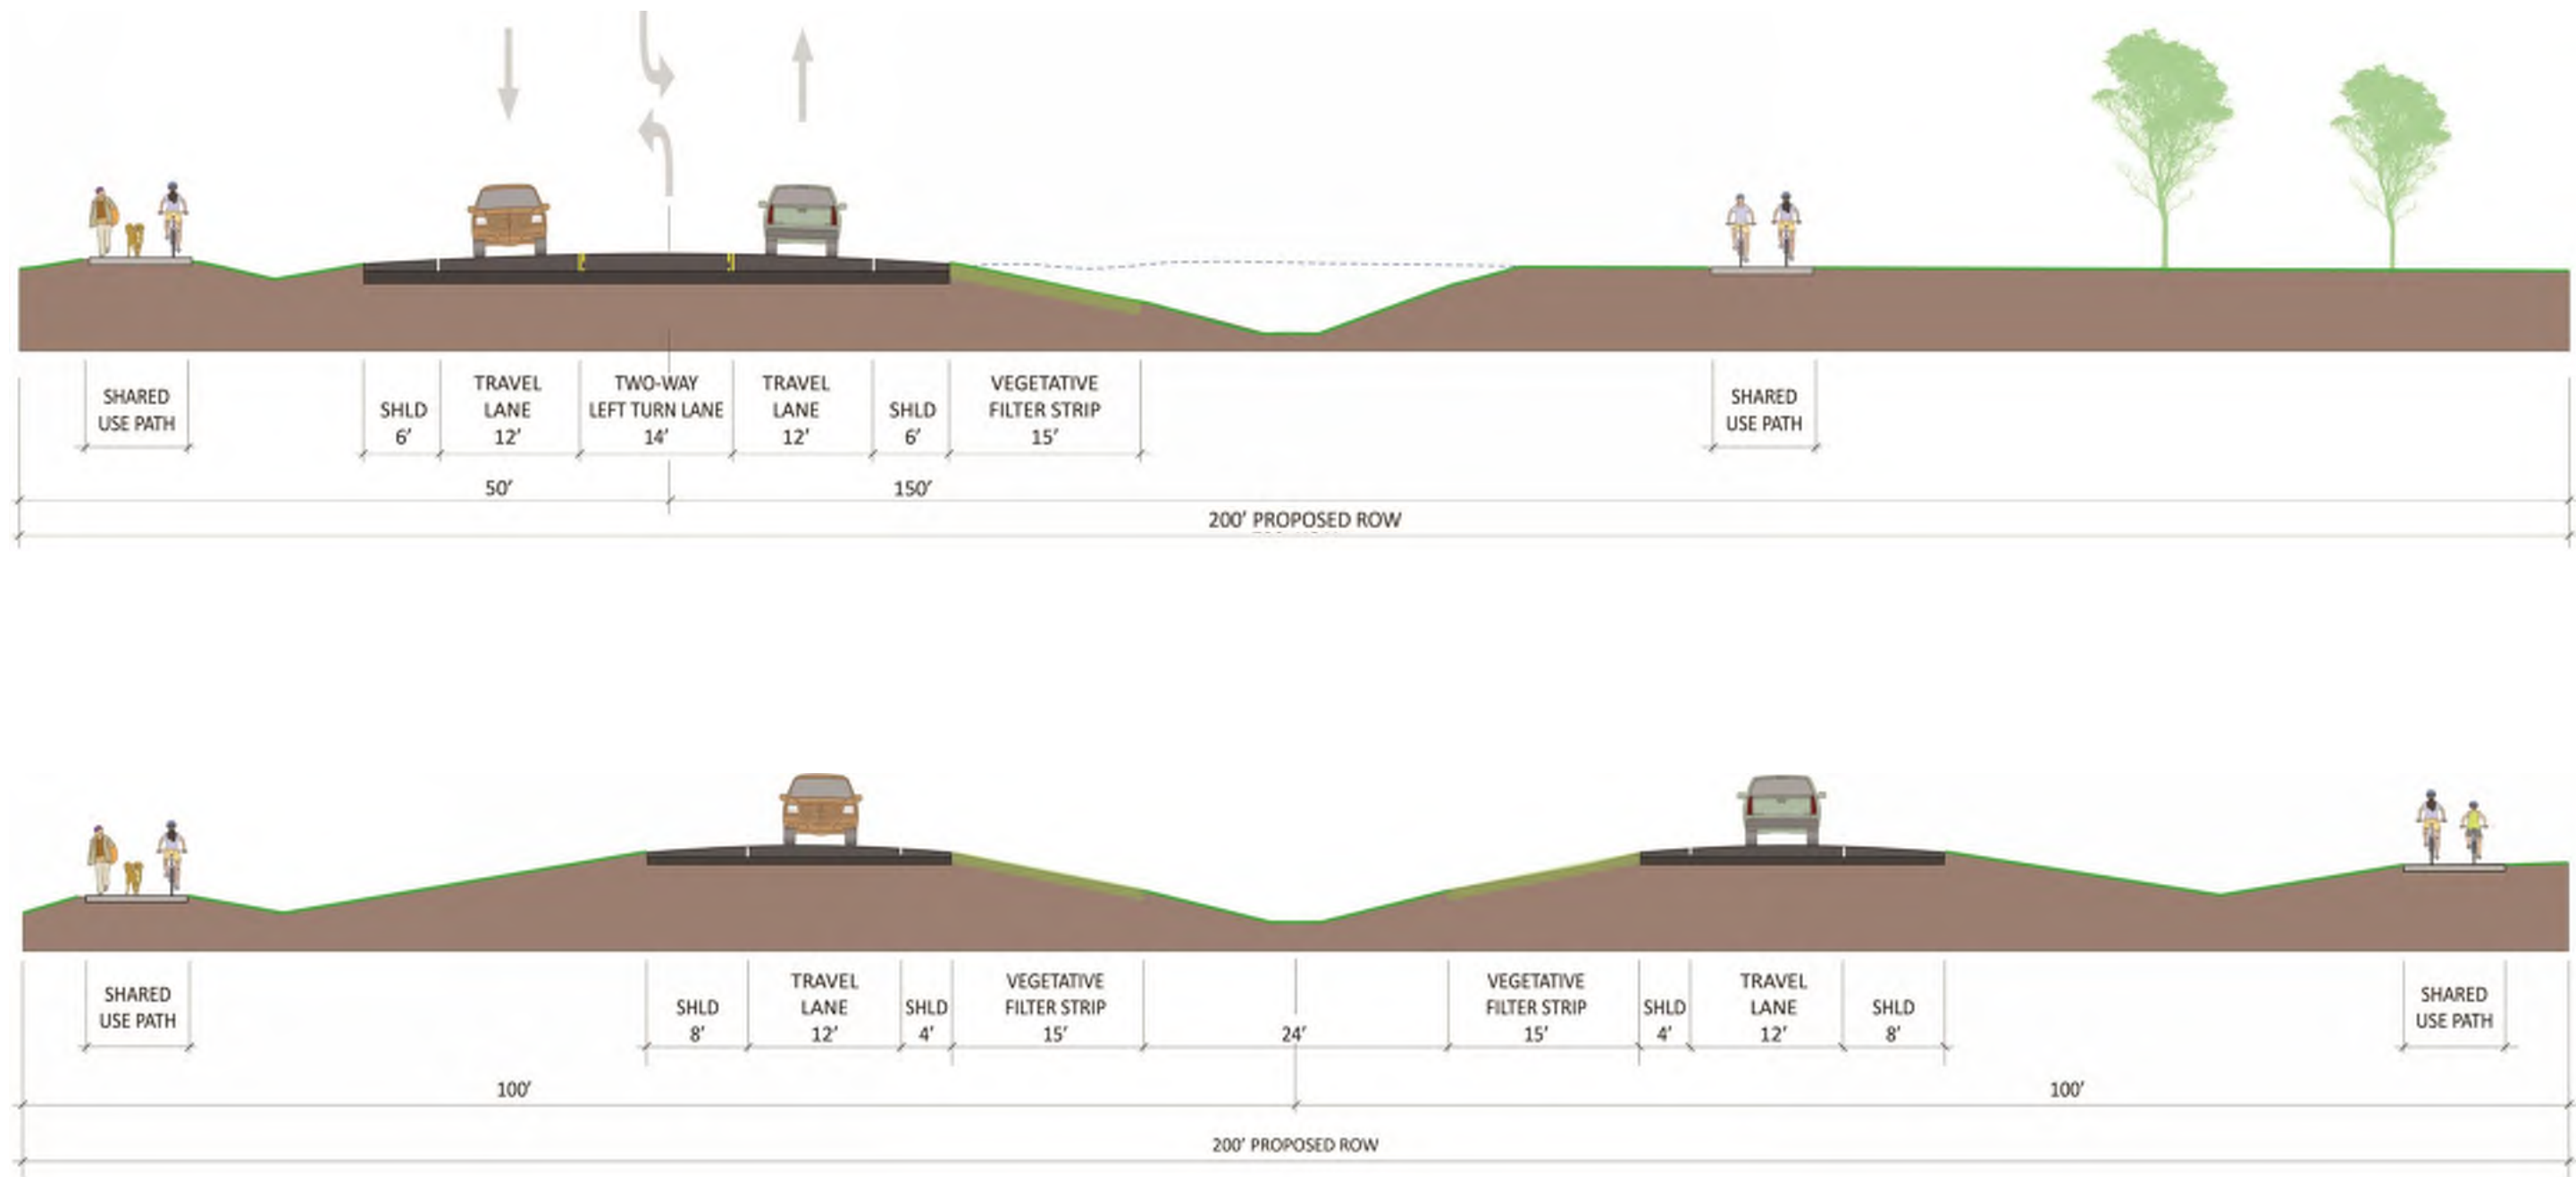 SHARED
USE PATH
SHLD
6'
TRAVEL
LANE
12'
TWO-WAY
LEFT TURN LANE
14'
TRAVEL
LANE
12'
SHLD
6'
VEGETATIVE
FILTER STRIP
15'
SHARED
USE PATH
50'
150'
200' PROPOSED ROW
SHARED
USE PATH
SHLD
8'
TRAVEL
LANE
12'
SHLD
4'
VEGETATIVE
FILTER STRIP
15'
24'
VEGETATIVE
FILTER STRIP
15'
SHLD
4'
TRAVEL
LANE
12'
SHLD
8'
SHARED
USE PATH
100'
100'
200' PROPOSED ROW